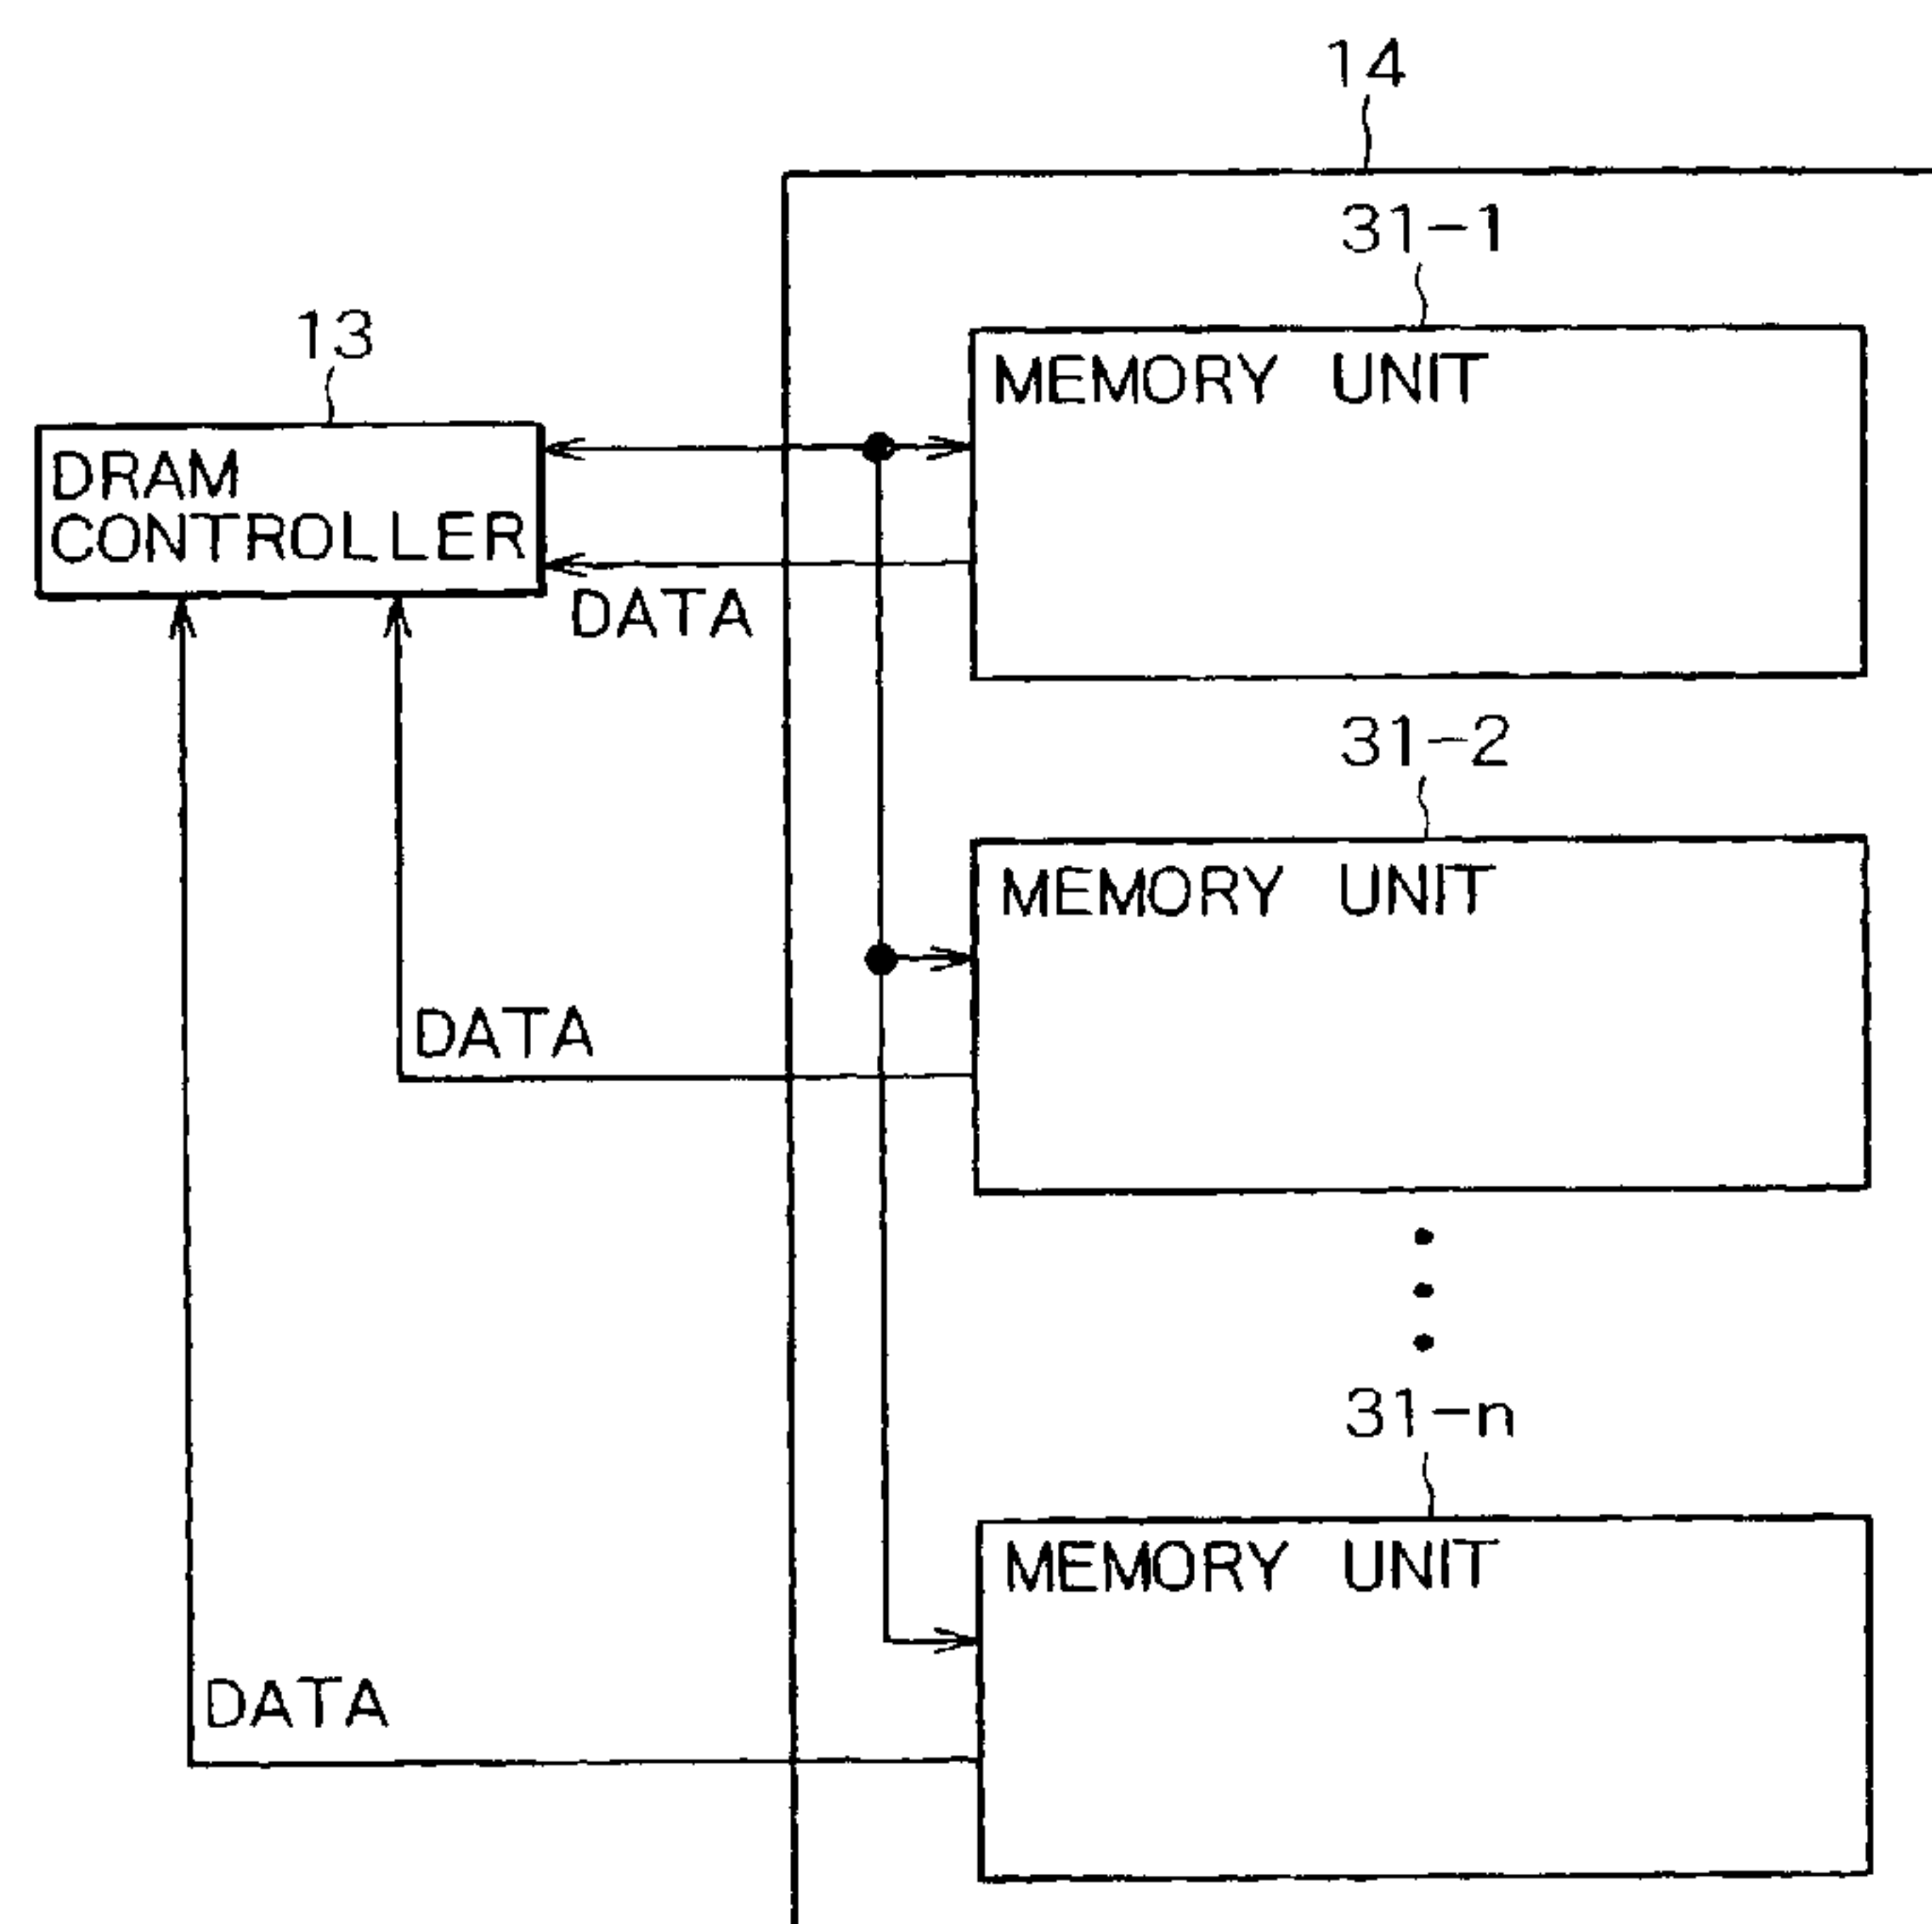 14
31-1
MEMORY UNIT
13
DRAM
CONTROLLER
DATA
31-2
MEMORY UNIT
DATA
31-n
MEMORY UNIT
DATA